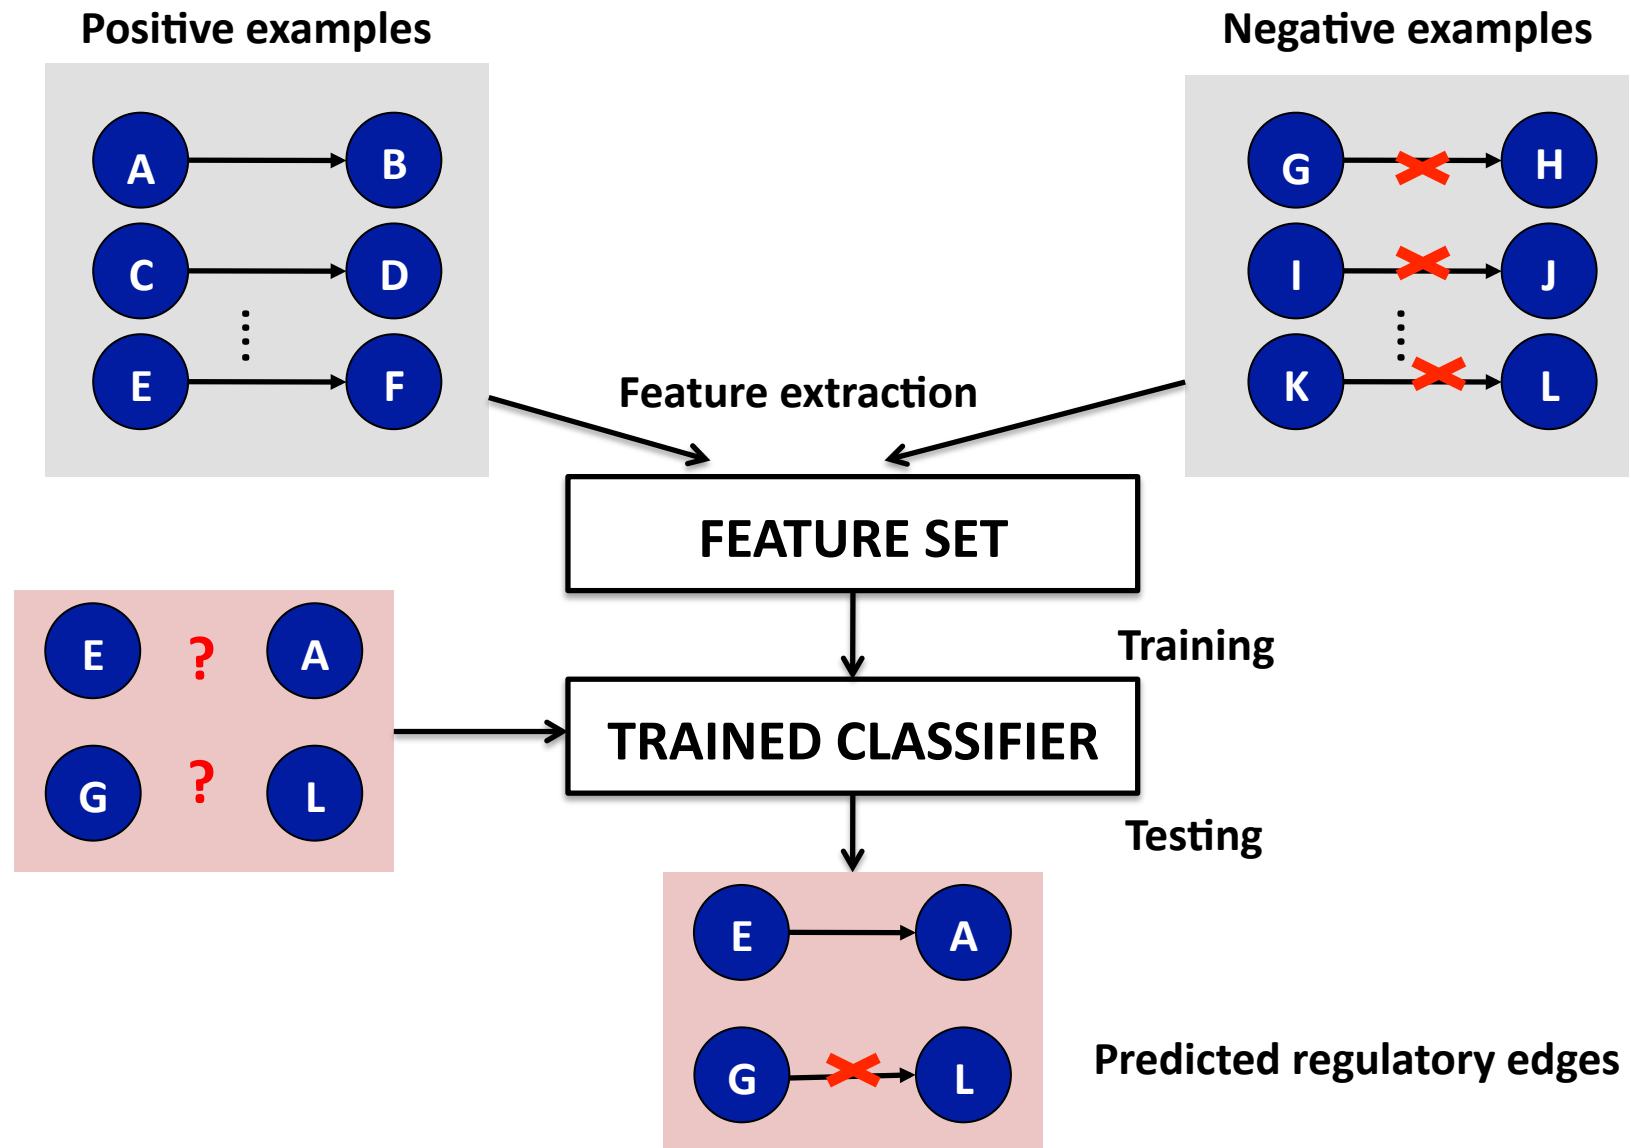 Positive examples
Negative examples
A B
G H
C D
I J
E F
K L
Feature extraction
FEATURE SET
E ? A
Training
TRAINED CLASSIFIER
G ? L
Testing
E A
G L
Predicted regulatory edges